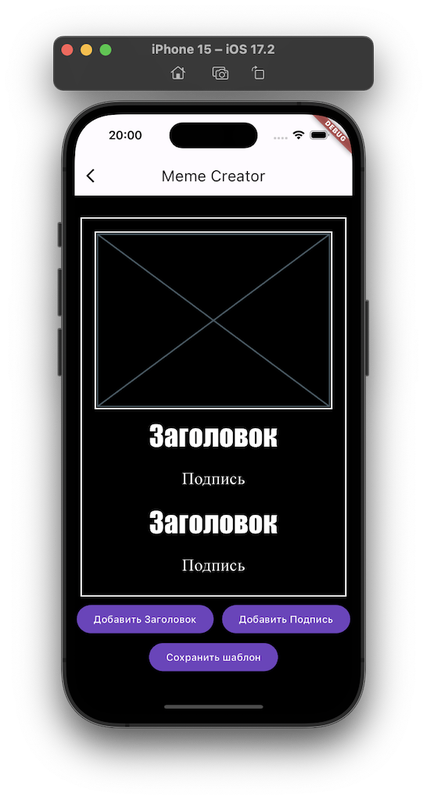 iPhone 15 – iOS 17.2
20:00
DEBUG
Meme Creator
Заголовок
Подпись
Заголовок
Подпись
Добавить Заголовок Добавить Подпись
Сохранить шаблон